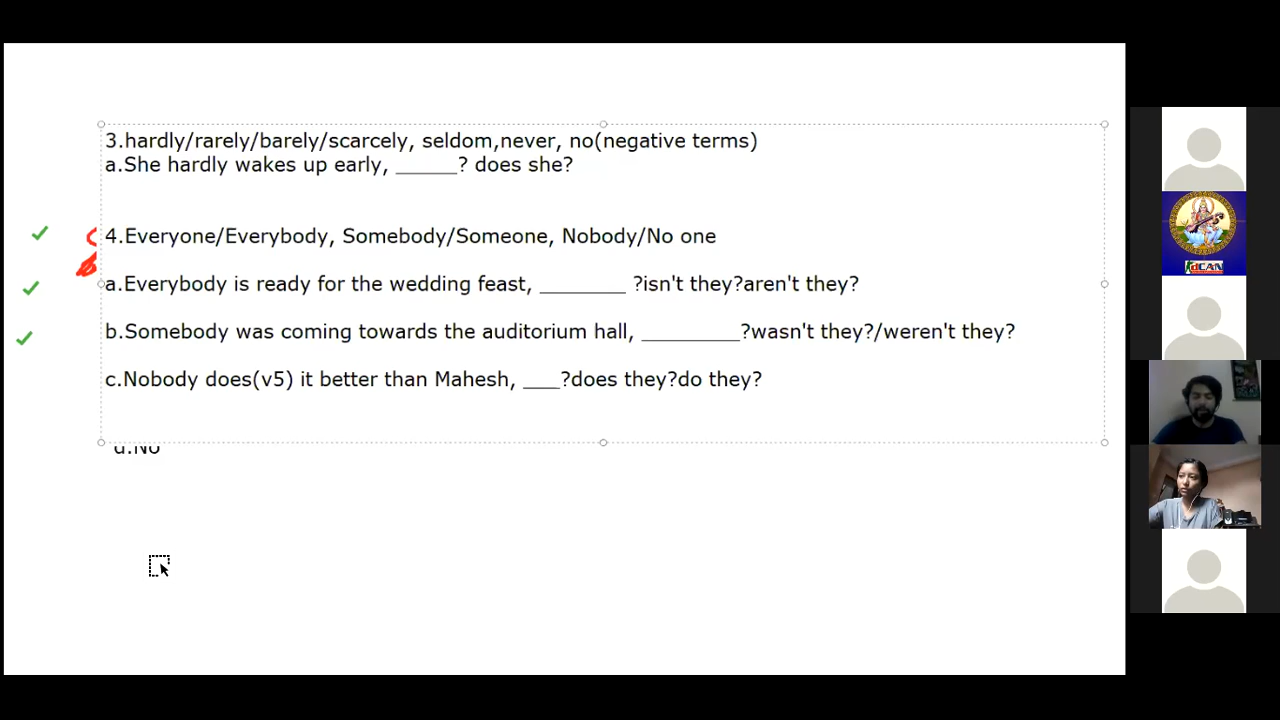 3.hardly/rarely/barely/scarcely, seldom,never, no(negative terms)
a.She hardly wakes up early, ______? does she?
4.Everyone/Everybody, Somebody/Someone, Nobody/No one
a.Everybody is ready for the wedding feast, ________ ?isn't they?aren't they?
b.Somebody was coming towards the auditorium hall, _________?wasn't they?/weren't they?
c.Nobody does(v5) it better than Mahesh, ___?does they?do they?
d.No